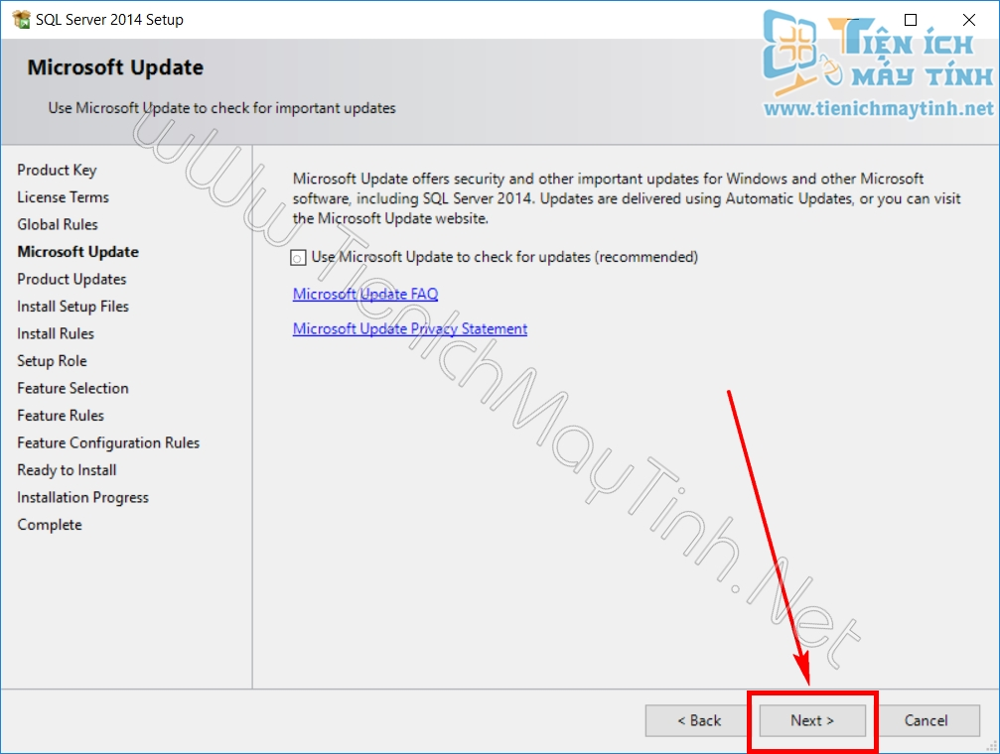 SQL Server 2014 Setup
TIỆN ÍCH
MÁY TÍNH
www.tienichmaytinh.net
Microsoft Update
Use Microsoft Update to check for important updates
Product Key
License Terms
Global Rules
Microsoft Update
Product Updates
Install Setup Files
Install Rules
Setup Role
Feature Selection
Feature Rules
Feature Configuration Rules
Ready to Install
Installation Progress
Complete
Microsoft Update offers security and other important updates for Windows and other Microsoft
software, including SQL Server 2014. Updates are delivered using Automatic Updates, or you can visit
the Microsoft Update website.
Use Microsoft Update to check for updates (recommended)
Microsoft Update FAQ
Microsoft Update Privacy Statement
wWw.TienIchMayTinh.Net
< Back
Next >
Cancel